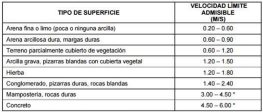 TIPO DE SUPERFICIE VELOCIDAD LÍMITE ADMISIBLE (M/S)
Arena fina o limo (poca o ninguna arcilla) 0.20 – 0.60
Arena arcillosa dura, margas duras 0.60 – 0.90
Terreno parcialmente cubierto de vegetación 0.60 – 1.20
Arcilla grava, pizarras blandas con cubierta vegetal 1.20 – 1.50
Hierba 1.20 – 1.80
Conglomerado, pizarras duras, rocas blandas 1.40 – 2.40
Mampostería, rocas duras 3.00 – 4.50 *
Concreto 4.50 – 6.00 *